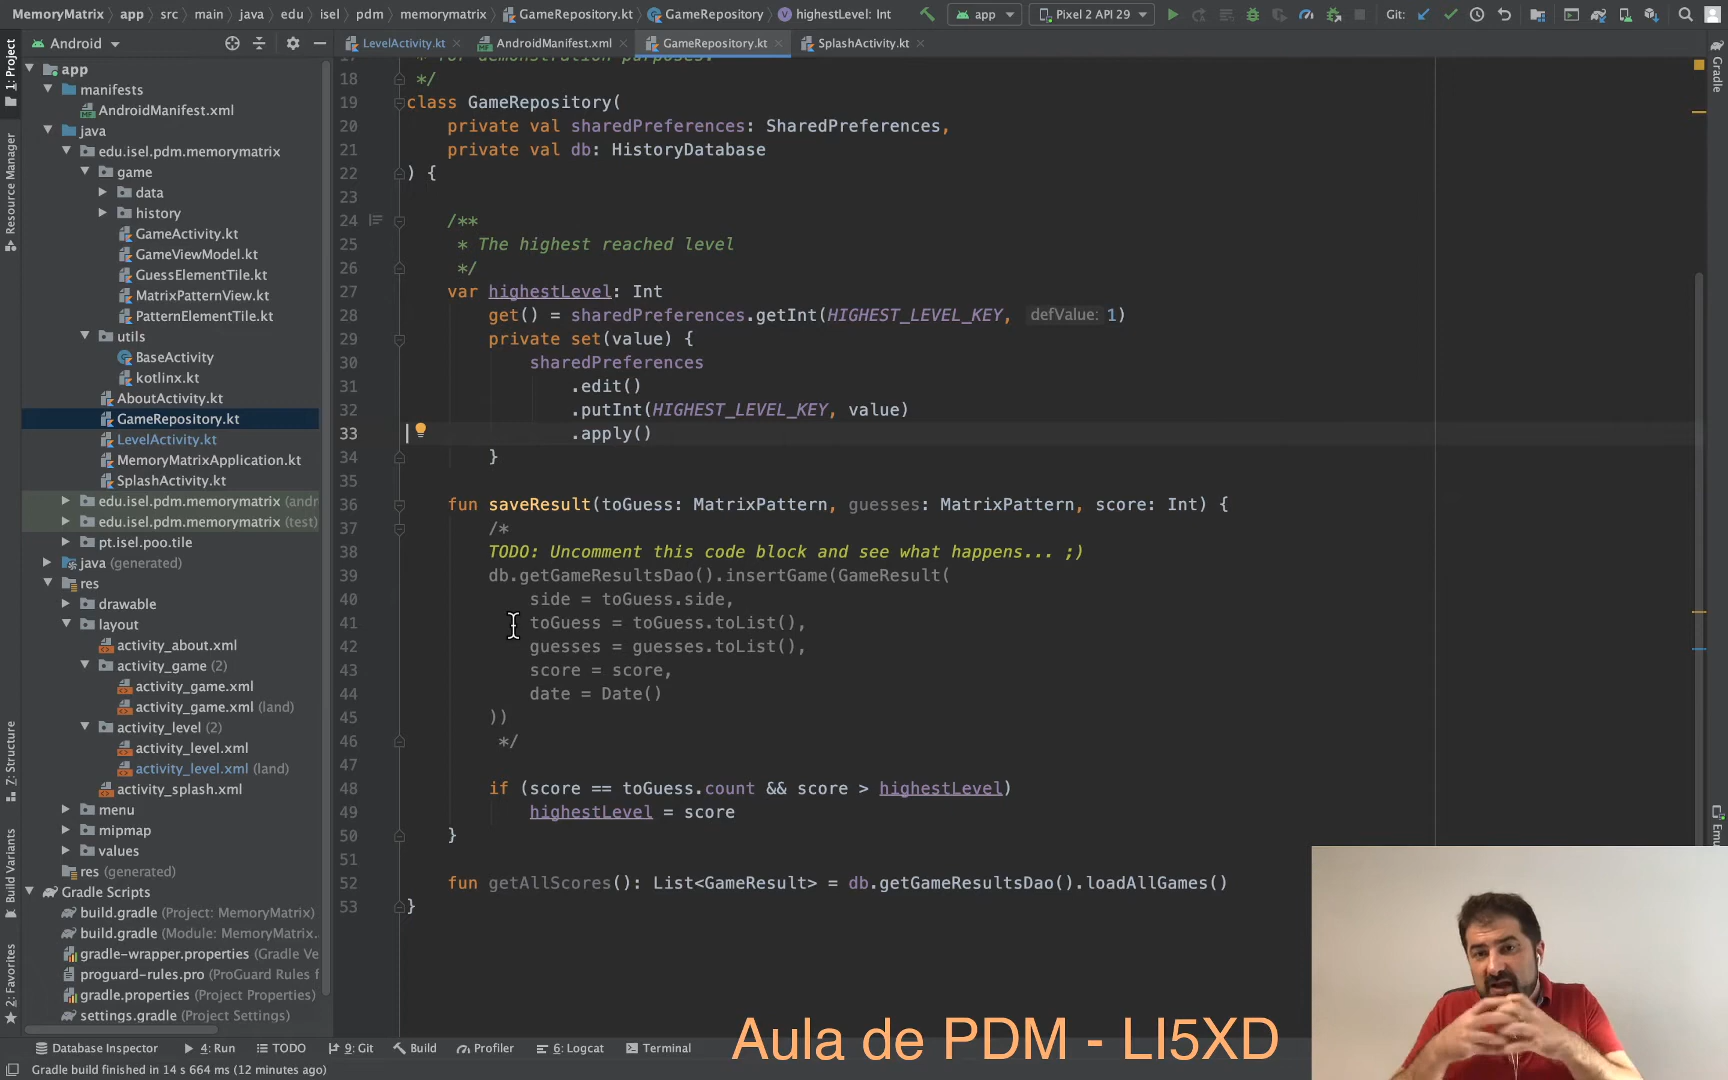 MemoryMatrix app src main java edu isel pdm memorymatrix GameRepository.kt GameRepository highestLevel: Int app Pixel 2 API 29 Git:
Android
LevelActivity.kt AndroidManifest.xml GameRepository.kt SplashActivity.kt
1: Project
Resource Manager
Z: Structure
Build Variants
2: Favorites
Gradle
app
manifests
AndroidManifest.xml
java
edu.isel.pdm.memorymatrix
game
data
history
GameActivity.kt
GameViewModel.kt
GuessElementTile.kt
MatrixPatternView.kt
PatternElementTile.kt
utils
BaseActivity
kotlinx.kt
AboutActivity.kt
GameRepository.kt
LevelActivity.kt
MemoryMatrixApplication.kt
SplashActivity.kt
edu.isel.pdm.memorymatrix (andr
edu.isel.pdm.memorymatrix (test)
pt.isel.poo.tile
java (generated)
res
drawable
layout
activity_about.xml
activity_game (2)
activity_game.xml
activity_game.xml (land)
activity_level (2)
activity_level.xml
activity_level.xml (land)
activity_splash.xml
menu
mipmap
values
res (generated)
Gradle Scripts
build.gradle (Project: MemoryMatrix)
build.gradle (Module: MemoryMatrix.
gradle-wrapper.properties (Gradle Ve
proguard-rules.pro (ProGuard Rules f
gradle.properties (Project Properties)
settings.gradle (Project Settings)
17 * for demonstration purposes.
18 */
19 class GameRepository(
20 private val sharedPreferences: SharedPreferences,
21 private val db: HistoryDatabase
22 ) {
23
24 /**
25 * The highest reached level
26 */
27 var highestLevel: Int
28 get() = sharedPreferences.getInt(HIGHEST_LEVEL_KEY, defValue: 1)
29 private set(value) {
30 sharedPreferences
31 .edit()
32 .putInt(HIGHEST_LEVEL_KEY, value)
33 .apply()
34 }
35
36 fun saveResult(toGuess: MatrixPattern, guesses: MatrixPattern, score: Int) {
37 /*
38 TODO: Uncomment this code block and see what happens... ;)
39 db.getGameResultsDao().insertGame(GameResult(
40 side = toGuess.side,
41 toGuess = toGuess.toList(),
42 guesses = guesses.toList(),
43 score = score,
44 date = Date()
45 ))
46 */
47
48 if (score == toGuess.count && score > highestLevel)
49 highestLevel = score
50 }
51
52 fun getAllScores(): List<GameResult> = db.getGameResultsDao().loadAllGames()
53 }
Aula de PDM - LI5XD
Database Inspector 4: Run TODO 9: Git Build Profiler 6: Logcat Terminal
Gradle build finished in 14 s 664 ms (12 minutes ago)